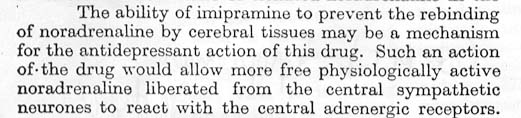 The ability of imipramine to prevent the rebinding
of noradrenaline by cerebral tissues may be a mechanism
for the antidepressant action of this drug. Such an action
of the drug would allow more free physiologically active
noradrenaline liberated from the central sympathetic
neurones to react with the central adrenergic receptors.